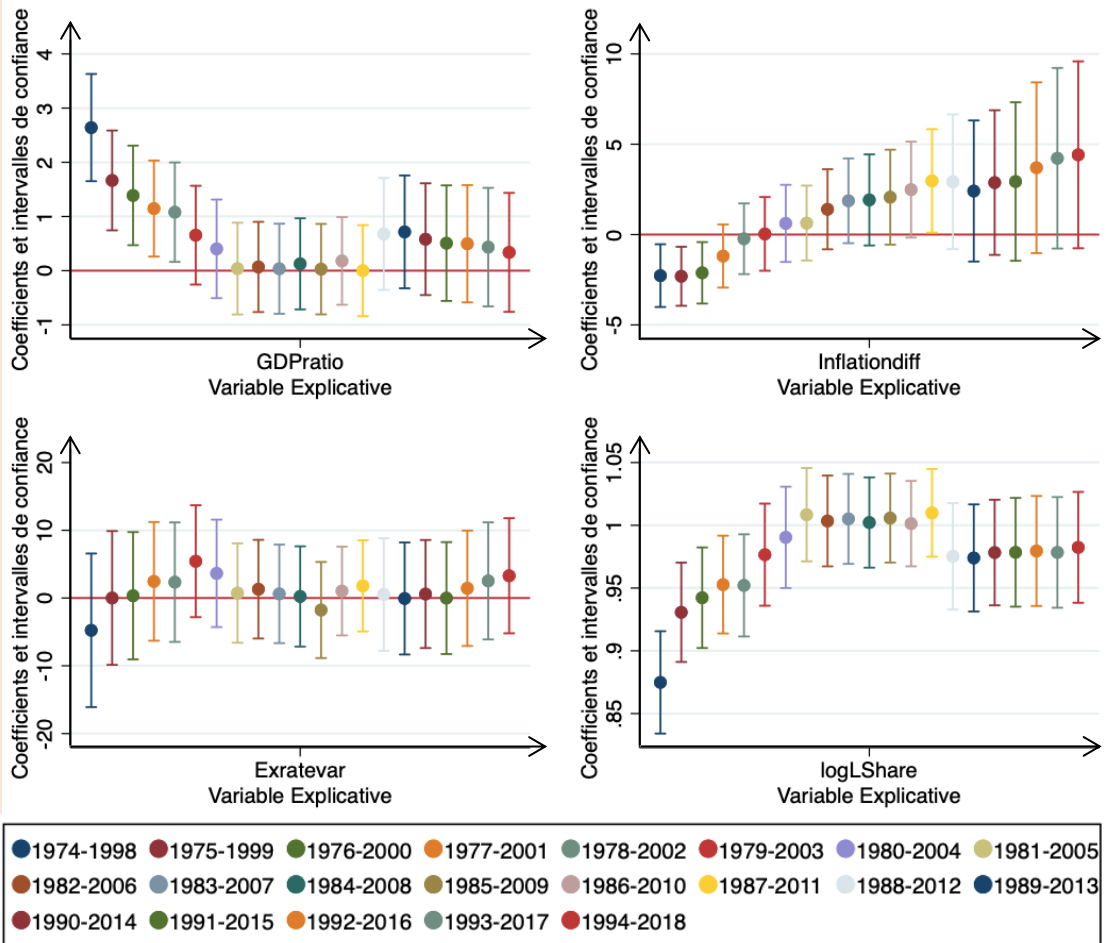 Coefficients et intervalles de confiance
4
3
2
1
0
-1
GDPratio
Variable Explicative
Coefficients et intervalles de confiance
10
5
0
-5
Inflationdiff
Variable Explicative
Coefficients et intervalles de confiance
20
10
0
-10
-20
Exratevar
Variable Explicative
Coefficients et intervalles de confiance
1.05
1
.95
.9
.85
logLShare
Variable Explicative
1974-1998 1975-1999 1976-2000 1977-2001 1978-2002 1979-2003 1980-2004 1981-2005
1982-2006 1983-2007 1984-2008 1985-2009 1986-2010 1987-2011 1988-2012 1989-2013
1990-2014 1991-2015 1992-2016 1993-2017 1994-2018